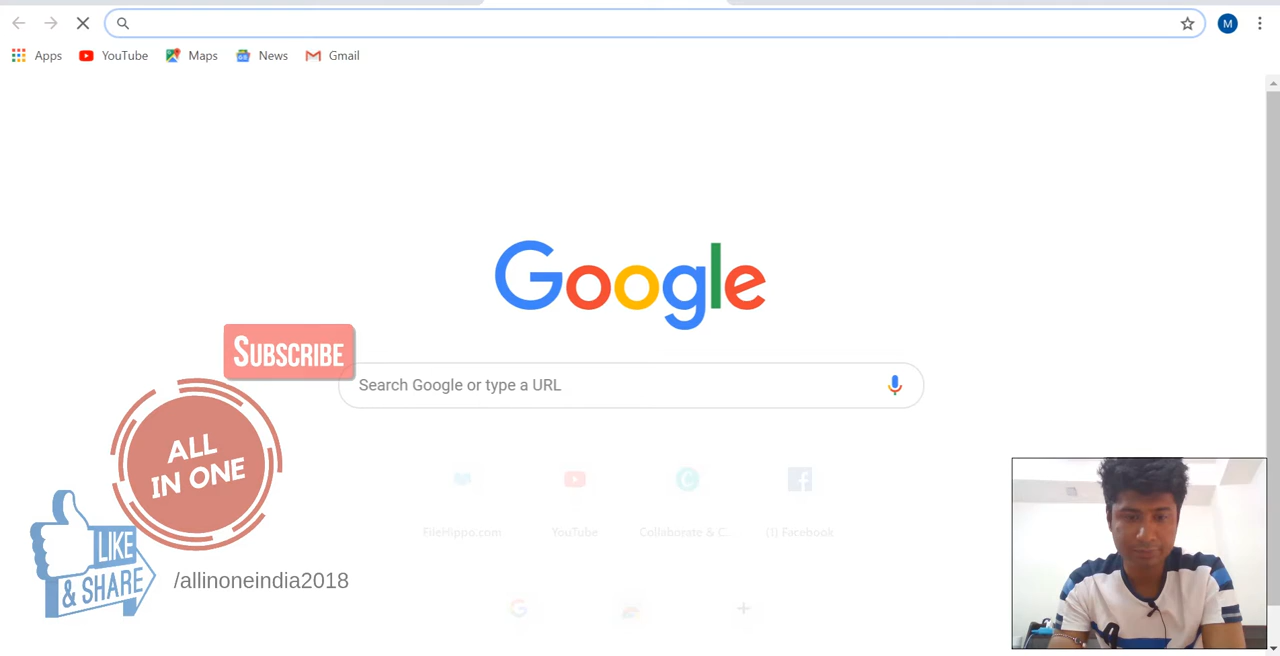 M
Apps YouTube Maps News Gmail
Google
SUBSCRIBE
Search Google or type a URL
ALL
IN ONE
FileHippo.com YouTube Collaborate & C... (!) Facebook
LIKE
& SHARE
/allinoneindia2018